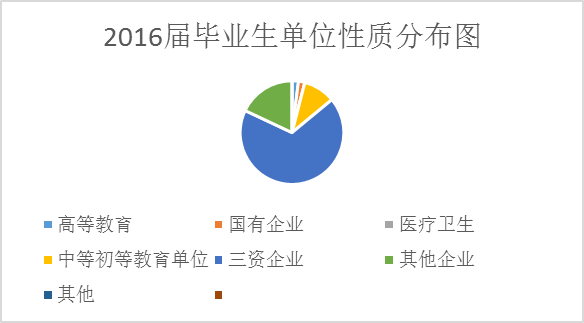 2016届毕业生单位性质分布图
高等教育 国有企业 医疗卫生
中等初等教育单位 三资企业 其他企业
其他